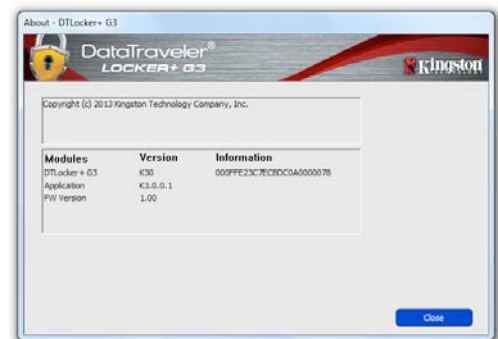 About - DTLocker+ G3
DataTraveler®
LOCKER+ G3
Kingston
Copyright (c) 2013 Kingston Technology Company, Inc.
Modules Version Information
DTLocker+ G3 K30 000FFE23C7ECBDC0A0000078
Application K3.0.0.1
FW Version 1.00
Close